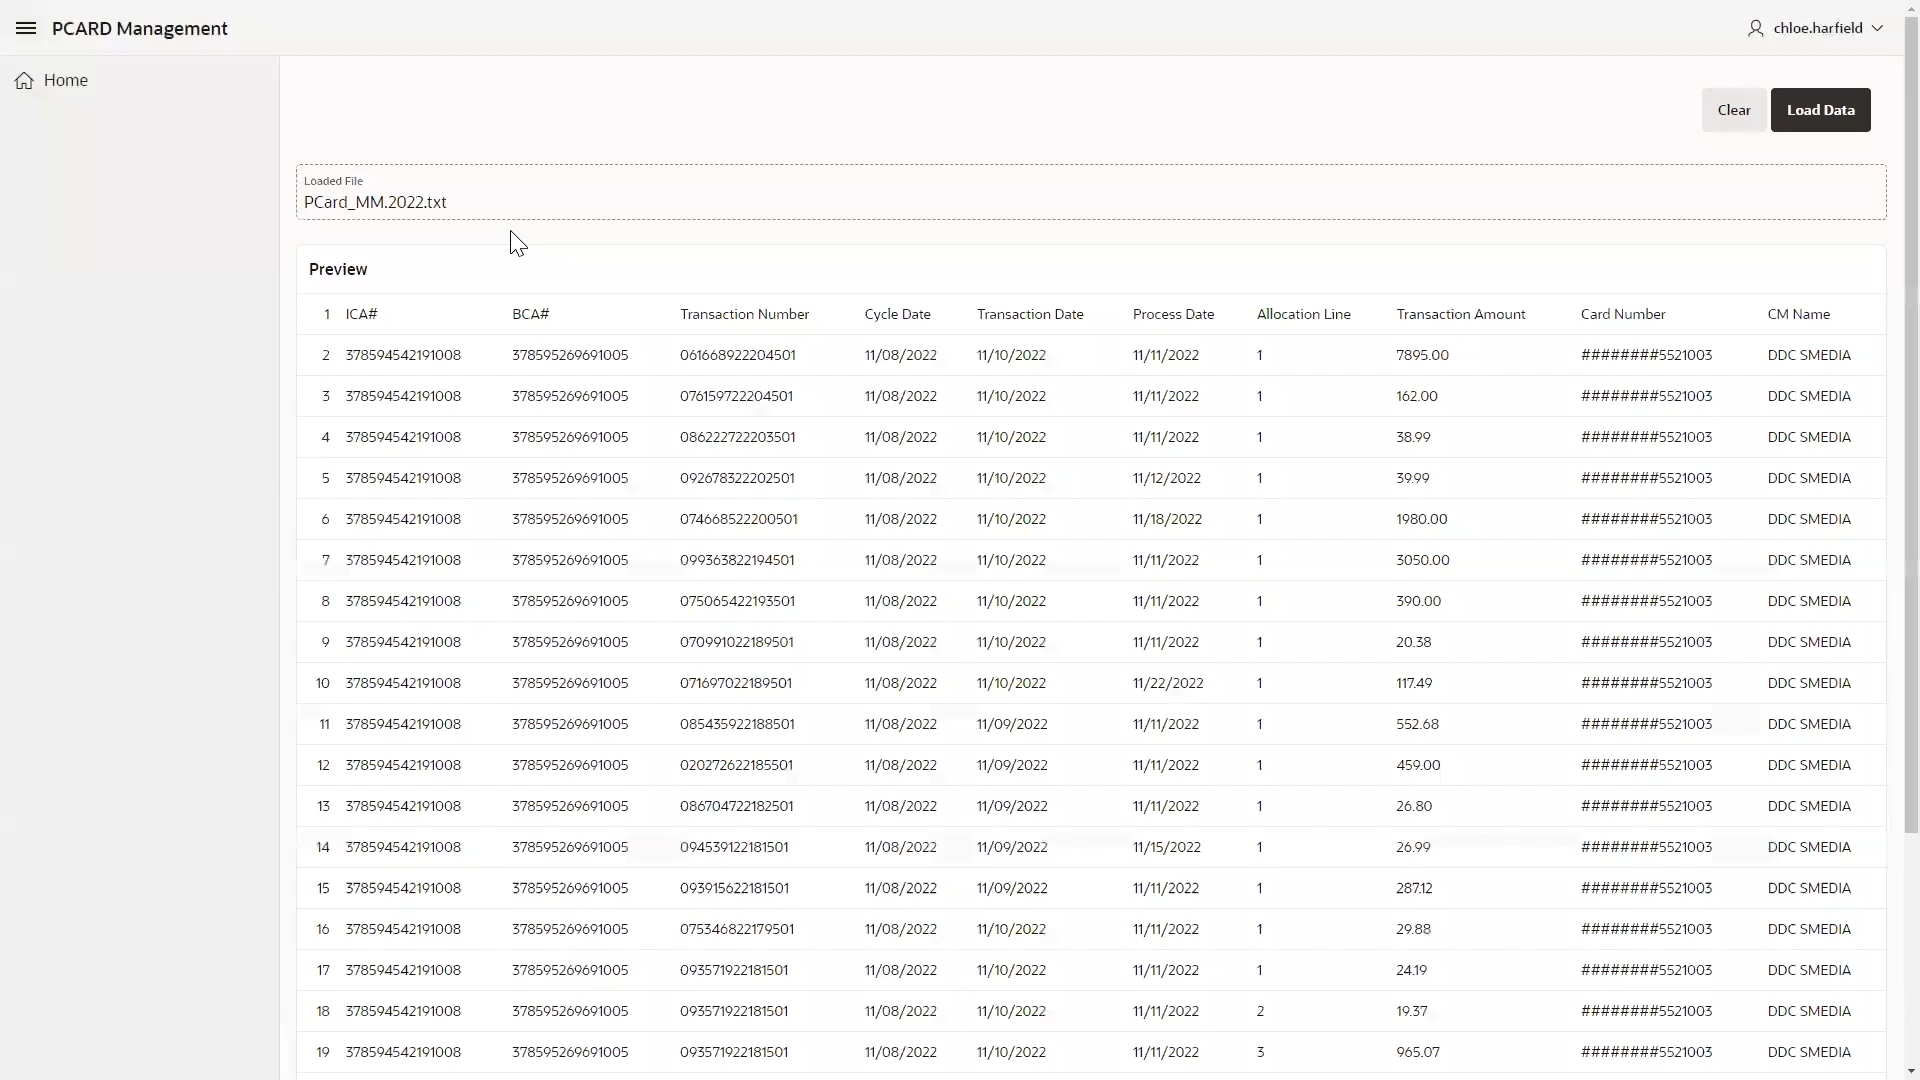 PCARD Management
chloe.harfield
Home
Clear
Load Data
Loaded File
PCard_MM.2022.txt
Preview
1 ICA# BCA# Transaction Number Cycle Date Transaction Date Process Date Allocation Line Transaction Amount Card Number CM Name
2 378594542191008 378595269691005 061668922204501 11/08/2022 11/10/2022 11/11/2022 1 7895.00 ########5521003 DDC SMEDIA
3 378594542191008 378595269691005 076159722204501 11/08/2022 11/10/2022 11/11/2022 1 162.00 ########5521003 DDC SMEDIA
4 378594542191008 378595269691005 086222722203501 11/08/2022 11/10/2022 11/11/2022 1 38.99 ########5521003 DDC SMEDIA
5 378594542191008 378595269691005 092678322202501 11/08/2022 11/10/2022 11/12/2022 1 39.99 ########5521003 DDC SMEDIA
6 378594542191008 378595269691005 074668522200501 11/08/2022 11/10/2022 11/18/2022 1 1980.00 ########5521003 DDC SMEDIA
7 378594542191008 378595269691005 099363822194501 11/08/2022 11/10/2022 11/11/2022 1 3050.00 ########5521003 DDC SMEDIA
8 378594542191008 378595269691005 075065422193501 11/08/2022 11/10/2022 11/11/2022 1 390.00 ########5521003 DDC SMEDIA
9 378594542191008 378595269691005 070991022189501 11/08/2022 11/10/2022 11/11/2022 1 20.38 ########5521003 DDC SMEDIA
10 378594542191008 378595269691005 071697022189501 11/08/2022 11/10/2022 11/22/2022 1 117.49 ########5521003 DDC SMEDIA
11 378594542191008 378595269691005 085435922188501 11/08/2022 11/09/2022 11/11/2022 1 552.68 ########5521003 DDC SMEDIA
12 378594542191008 378595269691005 020272622185501 11/08/2022 11/09/2022 11/11/2022 1 459.00 ########5521003 DDC SMEDIA
13 378594542191008 378595269691005 086704722182501 11/08/2022 11/09/2022 11/11/2022 1 26.80 ########5521003 DDC SMEDIA
14 378594542191008 378595269691005 094539122181501 11/08/2022 11/09/2022 11/15/2022 1 26.99 ########5521003 DDC SMEDIA
15 378594542191008 378595269691005 093915622181501 11/08/2022 11/09/2022 11/11/2022 1 287.12 ########5521003 DDC SMEDIA
16 378594542191008 378595269691005 075346822179501 11/08/2022 11/10/2022 11/11/2022 1 29.88 ########5521003 DDC SMEDIA
17 378594542191008 378595269691005 093571922181501 11/08/2022 11/10/2022 11/11/2022 1 24.19 ########5521003 DDC SMEDIA
18 378594542191008 378595269691005 093571922181501 11/08/2022 11/10/2022 11/11/2022 2 19.37 ########5521003 DDC SMEDIA
19 378594542191008 378595269691005 093571922181501 11/08/2022 11/10/2022 11/11/2022 3 965.07 ########5521003 DDC SMEDIA